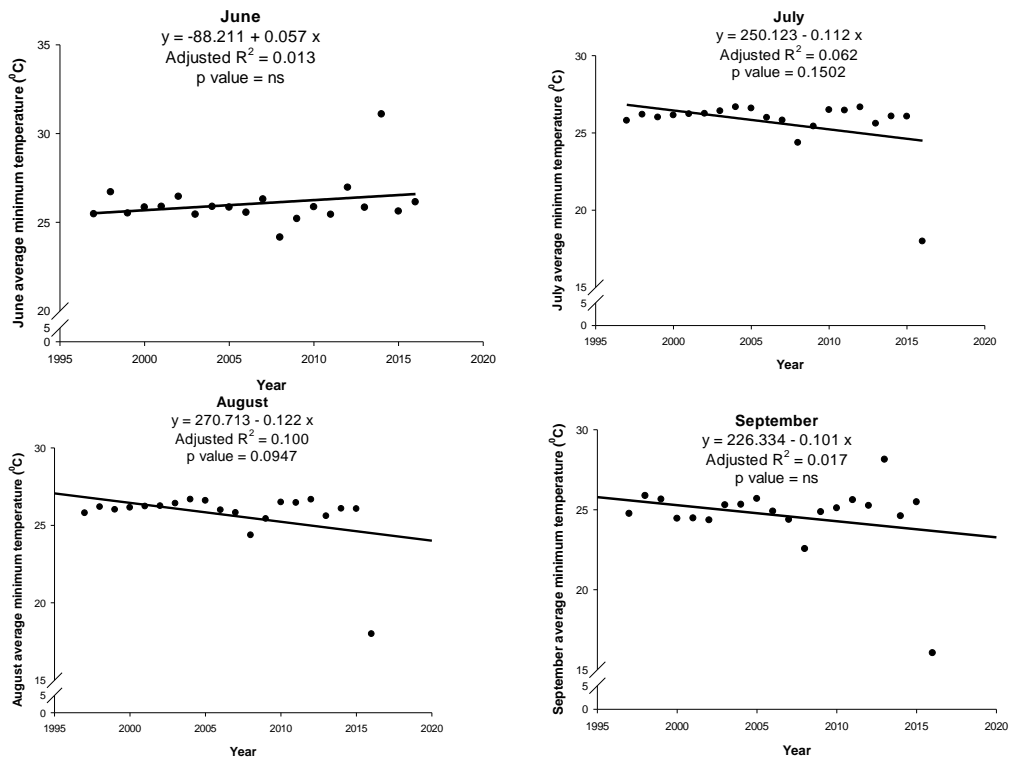 June
y = -88.211 + 0.057 x
Adjusted R² = 0.013
p value = ns
June average minimum temperature (⁰C)
35
30
25
20
5
0
1995
2000
2005
2010
2015
2020
Year
July
y = 250.123 - 0.112 x
Adjusted R² = 0.062
p value = 0.1502
July average minimum temperature (⁰C)
30
25
20
15
5
0
1995
2000
2005
2010
2015
2020
Year
August
y = 270.713 - 0.122 x
Adjusted R² = 0.100
p value = 0.0947
August average minimum temperature (⁰C)
30
25
20
15
5
0
1995
2000
2005
2010
2015
2020
Year
September
y = 226.334 - 0.101 x
Adjusted R² = 0.017
p value = ns
September average minimum temperature (⁰C)
30
25
20
15
5
0
1995
2000
2005
2010
2015
2020
Year